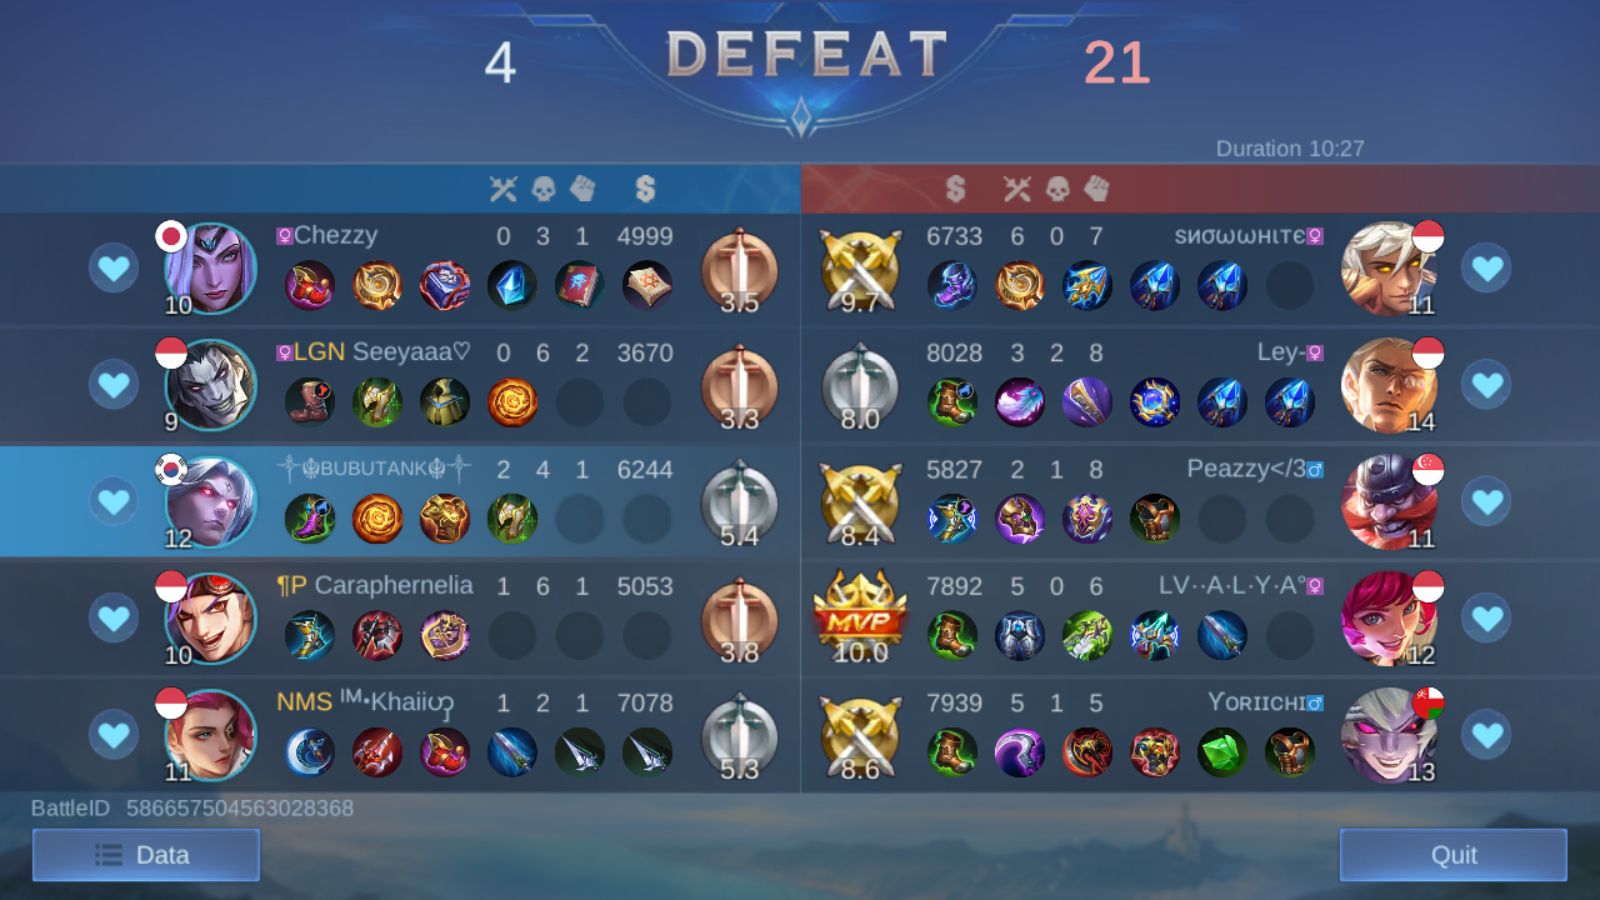 4 DEFEAT 21
Duration 10:27
♀Chezzy 0 3 1 4999
10 3.5
6733 6 0 7 ѕиσωωнιтє♀
9.7 11
♀LGN Seeyaaa♡ 0 6 2 3670
9 3.3
8028 3 2 8 Ley-♀
8.0 14
༒☬BUBUTANK☬༒ 2 4 1 6244
12 5.4
5827 2 1 8 Peazzy</3♂
8.4 11
¶P Caraphernelia 1 6 1 5053
10 3.8
7892 5 0 6 LV··A·L·Y·A°♀
MVP
10.0 12
NMS ᴵᴹ·Khaii 1 2 1 7078
11 5.3
7939 5 1 5 Yᴏʀɪɪᴄʜɪ♂
8.6 13
BattleID 586657504563028368
Data
Quit